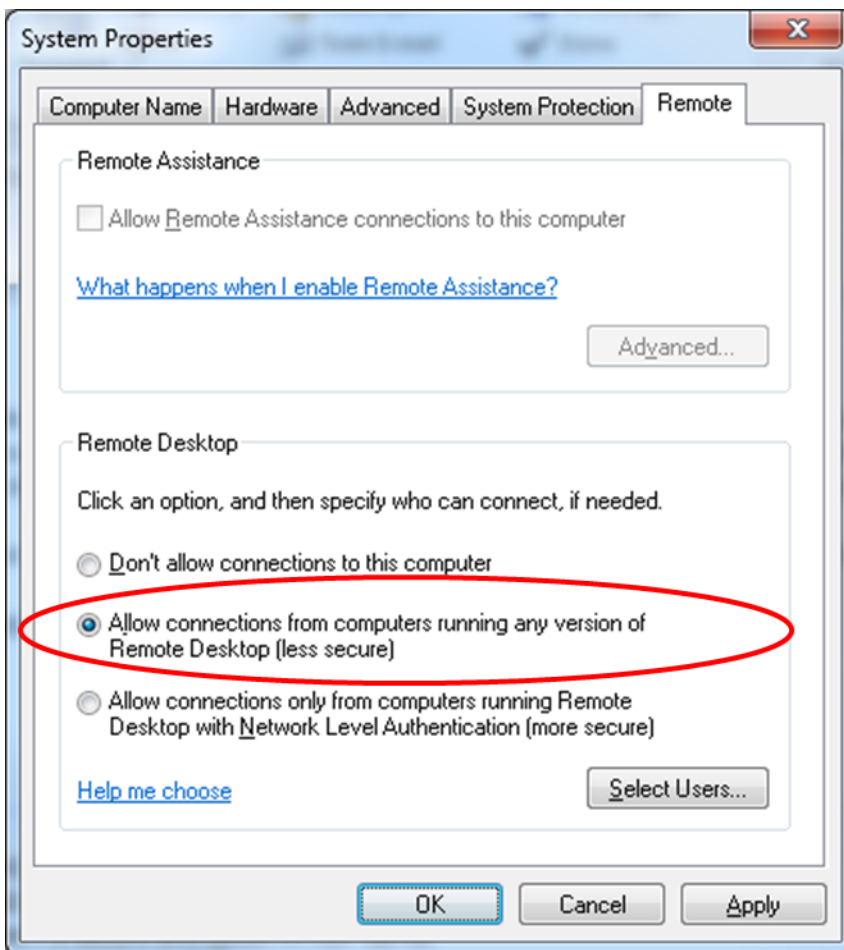 System Properties
Computer Name Hardware Advanced System Protection Remote
Remote Assistance
Allow Remote Assistance connections to this computer
What happens when I enable Remote Assistance?
Advanced...
Remote Desktop
Click an option, and then specify who can connect, if needed.
Don't allow connections to this computer
Allow connections from computers running any version of
Remote Desktop (less secure)
Allow connections only from computers running Remote
Desktop with Network Level Authentication (more secure)
Help me choose Select Users...
OK Cancel Apply